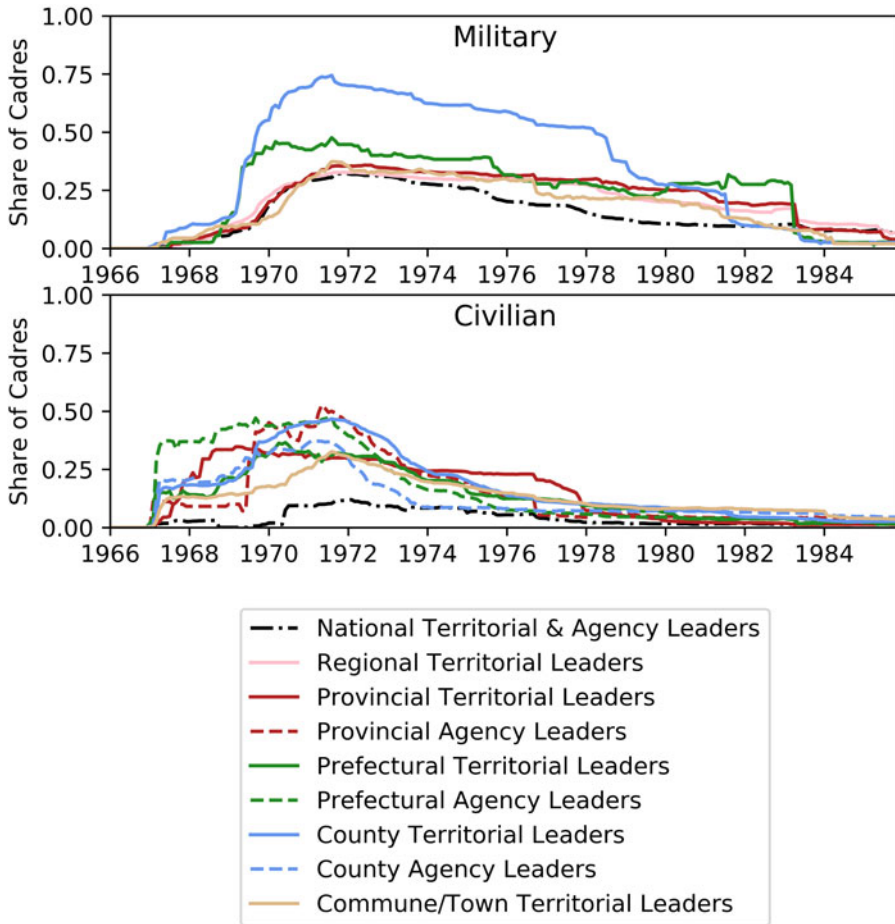 Military
Share of Cadres
1.00
0.75
0.50
0.25
0.00
1966 1968 1970 1972 1974 1976 1978 1980 1982 1984
Civilian
Share of Cadres
1.00
0.75
0.50
0.25
0.00
1966 1968 1970 1972 1974 1976 1978 1980 1982 1984
National Territorial & Agency Leaders
Regional Territorial Leaders
Provincial Territorial Leaders
Provincial Agency Leaders
Prefectural Territorial Leaders
Prefectural Agency Leaders
County Territorial Leaders
County Agency Leaders
Commune/Town Territorial Leaders